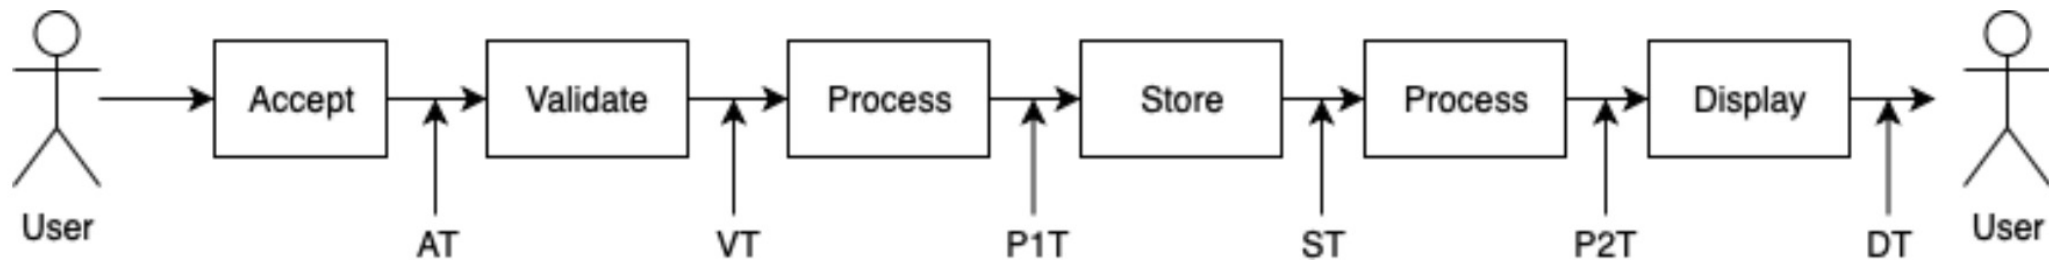 Accept
Validate
Process
Store
Process
Display
User
AT
VT
P1T
ST
P2T
DT
User